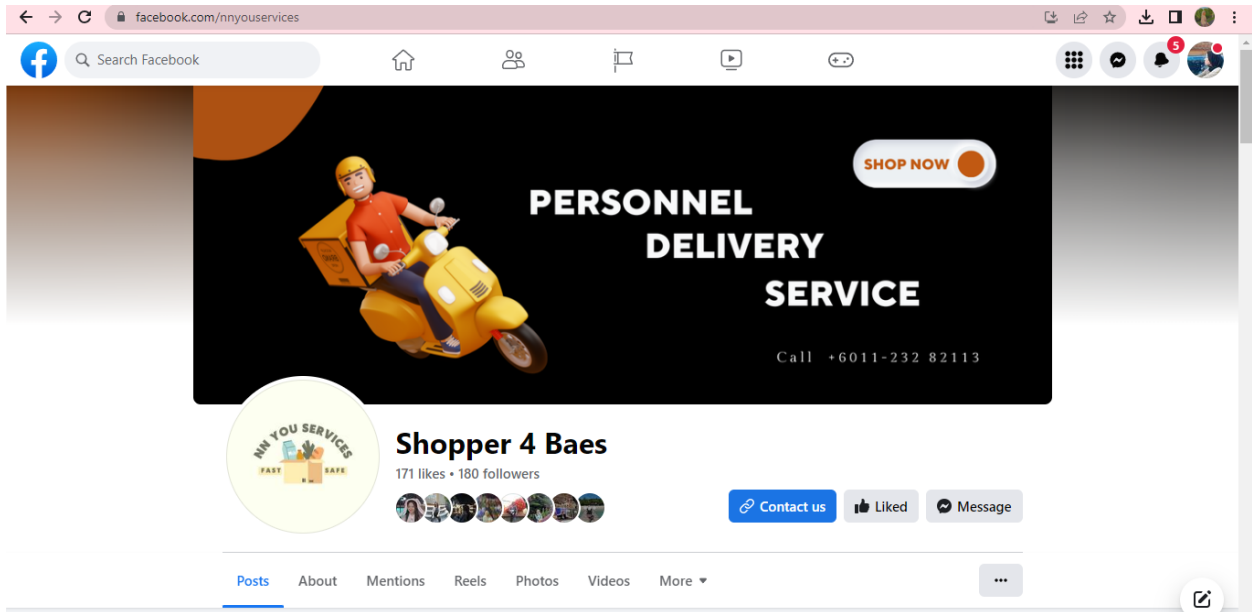 facebook.com/nnyouservices
Search Facebook
5
SHOP NOW
PERSONNEL
DELIVERY
SERVICE
Call +6011-232 82113
NN YOU SERVICES
FAST SAFE
Shopper 4 Baes
171 likes • 180 followers
Contact us Liked Message
Posts About Mentions Reels Photos Videos More